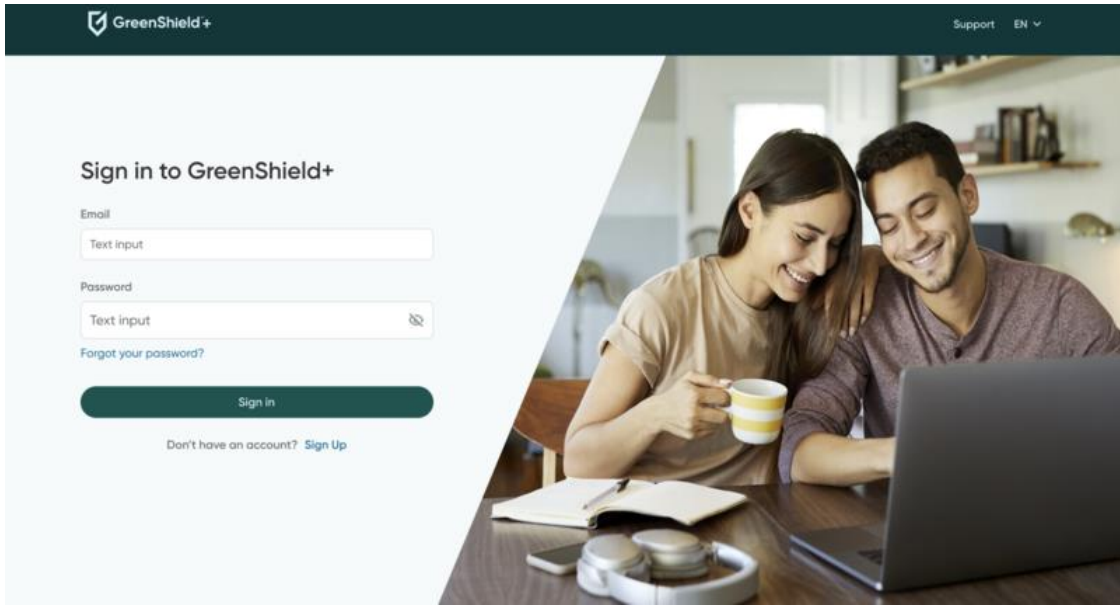 GreenShield+
Support EN
Sign in to GreenShield+
Email
Text input
Password
Text input
Forgot your password?
Sign in
Don't have an account? Sign Up